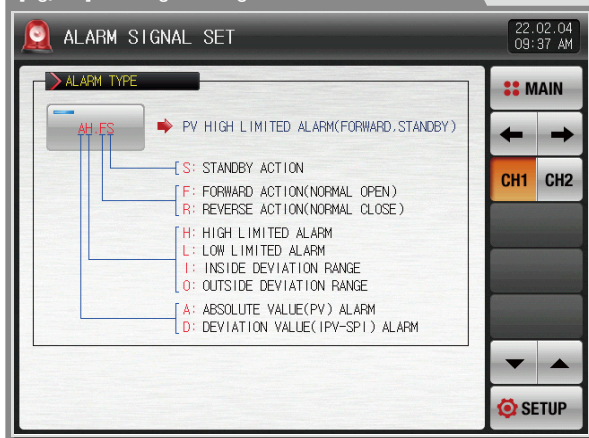 ALARM SIGNAL SET
22.02.04
09:37 AM
ALARM TYPE
AH.FS
PV HIGH LIMITED ALARM(FORWARD,STANDBY)
S: STANDBY ACTION
F: FORWARD ACTION(NORMAL OPEN)
R: REVERSE ACTION(NORMAL CLOSE)
H: HIGH LIMITED ALARM
L: LOW LIMITED ALARM
I: INSIDE DEVIATION RANGE
O: OUTSIDE DEVIATION RANGE
A: ABSOLUTE VALUE(PV) ALARM
D: DEVIATION VALUE(IPV-SPI) ALARM
MAIN
CH1 CH2
SETUP